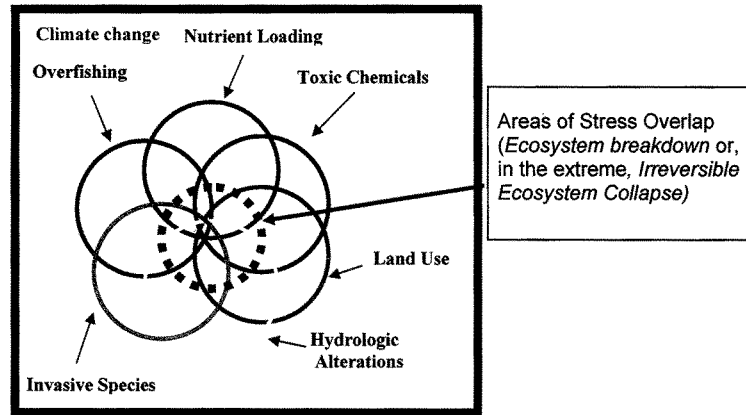 Climate change
Nutrient Loading
Overfishing
Toxic Chemicals
Areas of Stress Overlap
(Ecosystem breakdown or,
in the extreme, Irreversible
Ecosystem Collapse)
Land Use
Hydrologic
Alterations
Invasive Species